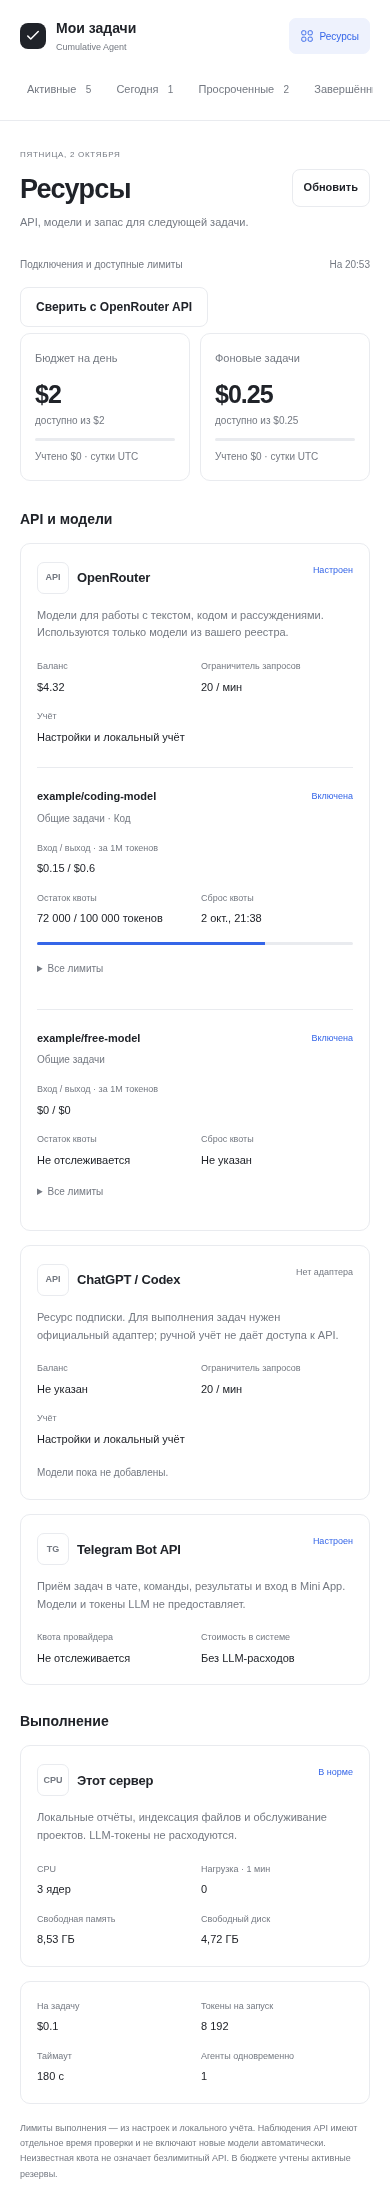 Мои задачи
Cumulative Agent
Ресурсы
Активные 5 Сегодня 1 Просроченные 2 Завершённы
ПЯТНИЦА, 2 ОКТЯБРЯ
Ресурсы
Обновить
API, модели и запас для следующей задачи.
Подключения и доступные лимиты На 20:53
Сверить с OpenRouter API
Бюджет на день
$2
доступно из $2
Учтено $0 · сутки UTC
Фоновые задачи
$0.25
доступно из $0.25
Учтено $0 · сутки UTC
API и модели
API OpenRouter Настроен
Модели для работы с текстом, кодом и рассуждениями.
Используются только модели из вашего реестра.
Баланс Ограничитель запросов
$4.32 20 / мин
Учёт
Настройки и локальный учёт
example/coding-model Включена
Общие задачи · Код
Вход / выход · за 1M токенов
$0.15 / $0.6
Остаток квоты Сброс квоты
72 000 / 100 000 токенов 2 окт., 21:38
▶ Все лимиты
example/free-model Включена
Общие задачи
Вход / выход · за 1M токенов
$0 / $0
Остаток квоты Сброс квоты
Не отслеживается Не указан
▶ Все лимиты
API ChatGPT / Codex Нет адаптера
Ресурс подписки. Для выполнения задач нужен
официальный адаптер; ручной учёт не даёт доступа к API.
Баланс Ограничитель запросов
Не указан 20 / мин
Учёт
Настройки и локальный учёт
Модели пока не добавлены.
TG Telegram Bot API Настроен
Приём задач в чате, команды, результаты и вход в Mini App.
Модели и токены LLM не предоставляет.
Квота провайдера Стоимость в системе
Не отслеживается Без LLM-расходов
Выполнение
CPU Этот сервер В норме
Локальные отчёты, индексация файлов и обслуживание
проектов. LLM-токены не расходуются.
CPU Нагрузка · 1 мин
3 ядер 0
Свободная память Свободный диск
8,53 ГБ 4,72 ГБ
На задачу Токены на запуск
$0.1 8 192
Таймаут Агенты одновременно
180 с 1
Лимиты выполнения — из настроек и локального учёта. Наблюдения API имеют
отдельное время проверки и не включают новые модели автоматически.
Неизвестная квота не означает безлимитный API. В бюджете учтены активные
резервы.